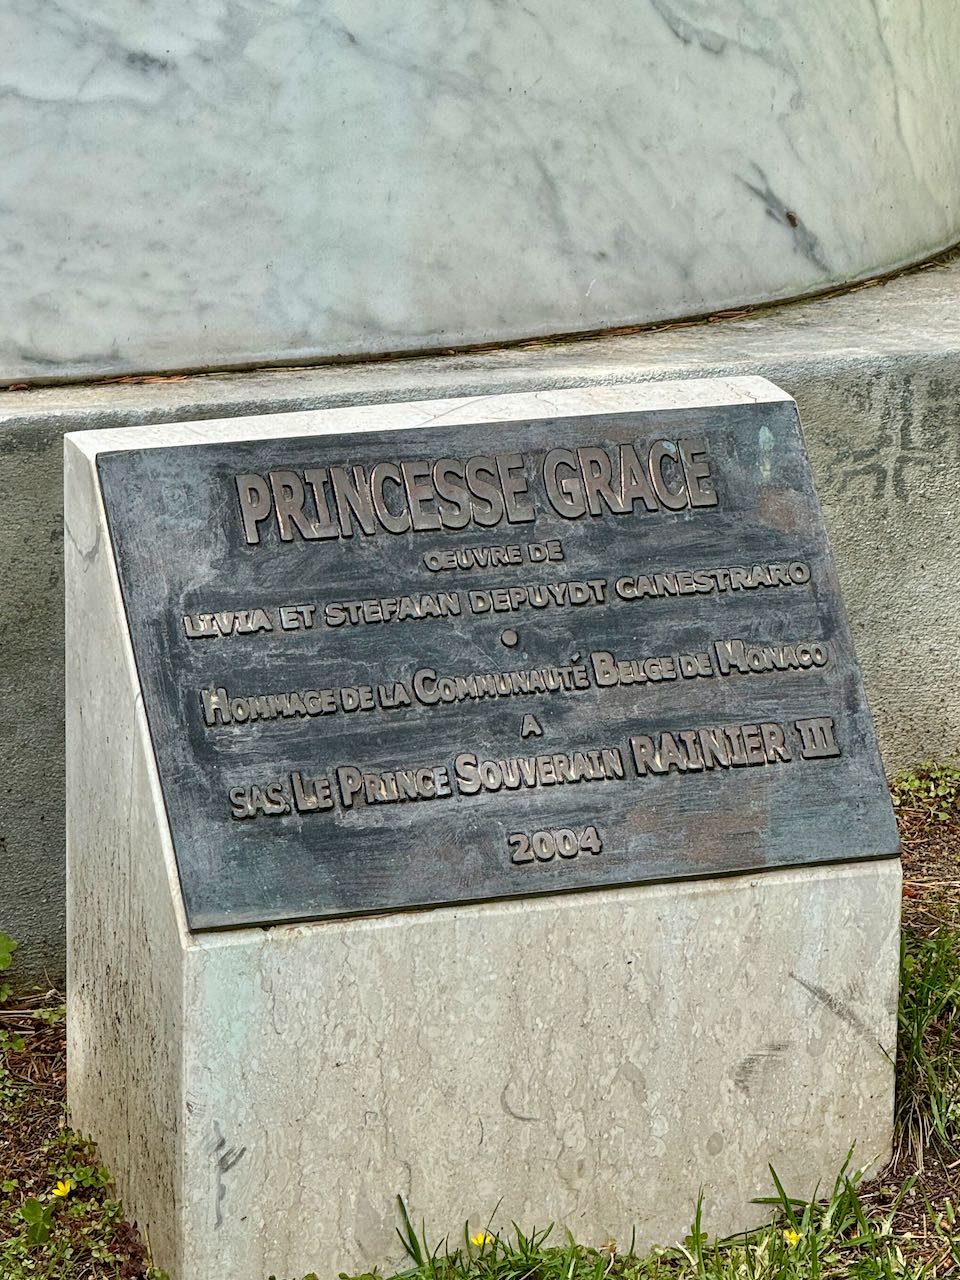 PRINCESSE GRACE
ŒUVRE DE
LIVIA ET STEFAAN DEPUYDT CANESTRARO
•
HOMMAGE DE LA COMMUNAUTÉ BELGE DE MONACO
A
SAS. LE PRINCE SOUVERAIN RAINIER III
2004